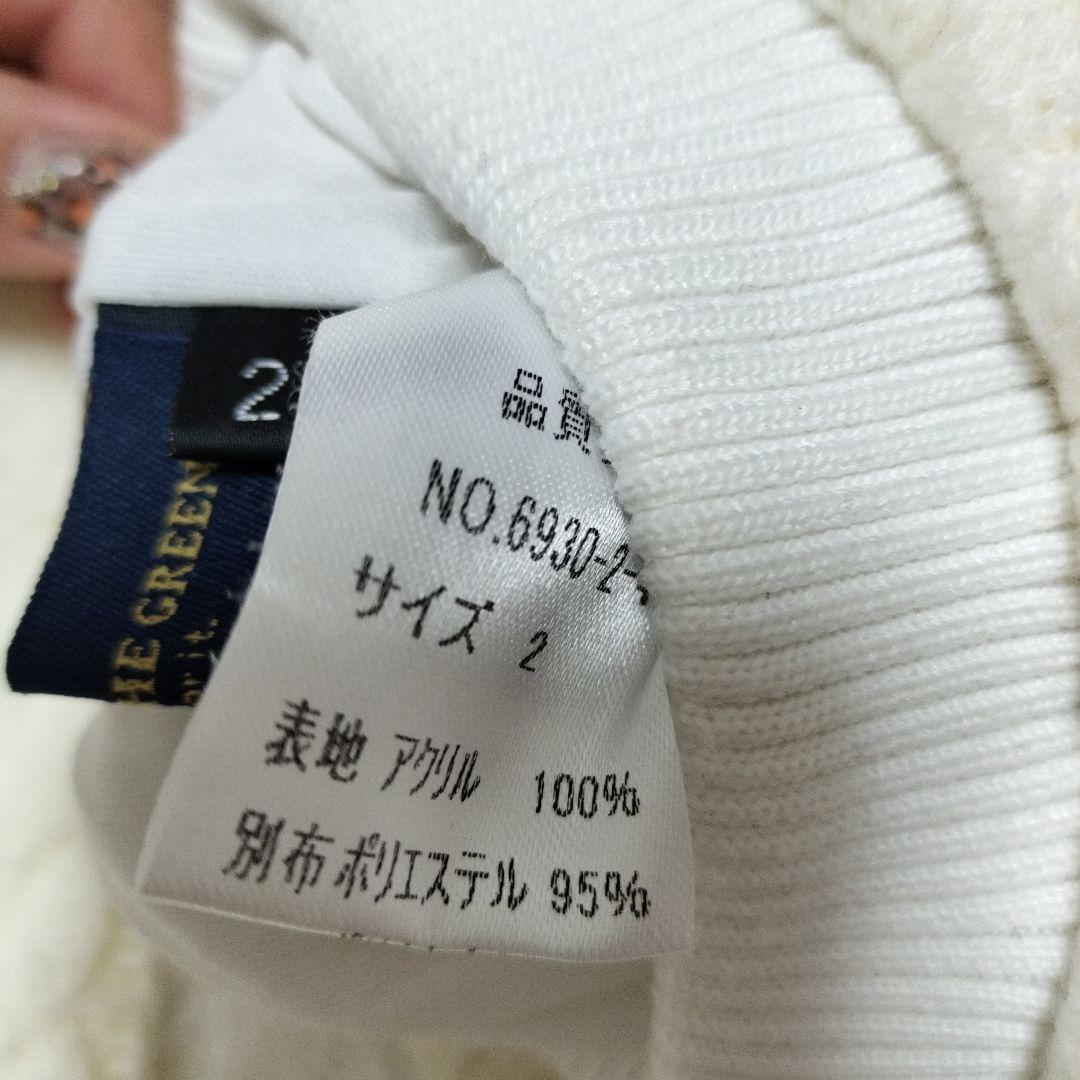 2
THE GREEN
品質
NO.6930-2-
サイズ 2
表地 アクリル 100%
別布 ポリエステル 95%